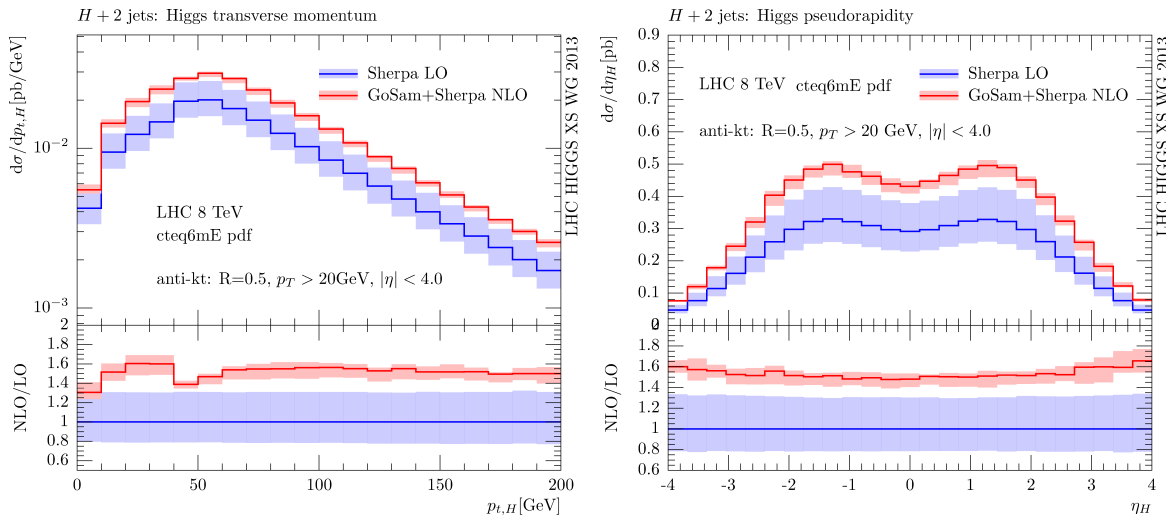 H + 2 jets: Higgs transverse momentum
dσ/dp_{t,H}[pb/GeV]
Sherpa LO
GoSam+Sherpa NLO
10^{-2}
LHC 8 TeV
cteq6mE pdf
anti-kt: R=0.5, p_T > 20GeV, |η| < 4.0
10^{-3}
LHC HIGGS XS WG 2013
NLO/LO
2
1.8
1.6
1.4
1.2
1
0.8
0.6
0 50 100 150 200
p_{t,H}[GeV]
H + 2 jets: Higgs pseudorapidity
dσ/dη_H[pb]
0.9
0.8
0.7
0.6
0.5
0.4
0.3
0.2
0.1
0
LHC 8 TeV cteq6mE pdf
Sherpa LO
GoSam+Sherpa NLO
anti-kt: R=0.5, p_T > 20 GeV, |η| < 4.0
LHC HIGGS XS WG 2013
NLO/LO
2
1.8
1.6
1.4
1.2
1
0.8
0.6
-4 -3 -2 -1 0 1 2 3 4
η_H